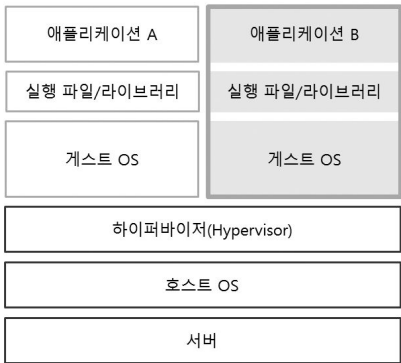 애플리케이션 A
애플리케이션 B
실행 파일/라이브러리
실행 파일/라이브러리
게스트 OS
게스트 OS
하이퍼바이저(Hypervisor)
호스트 OS
서버